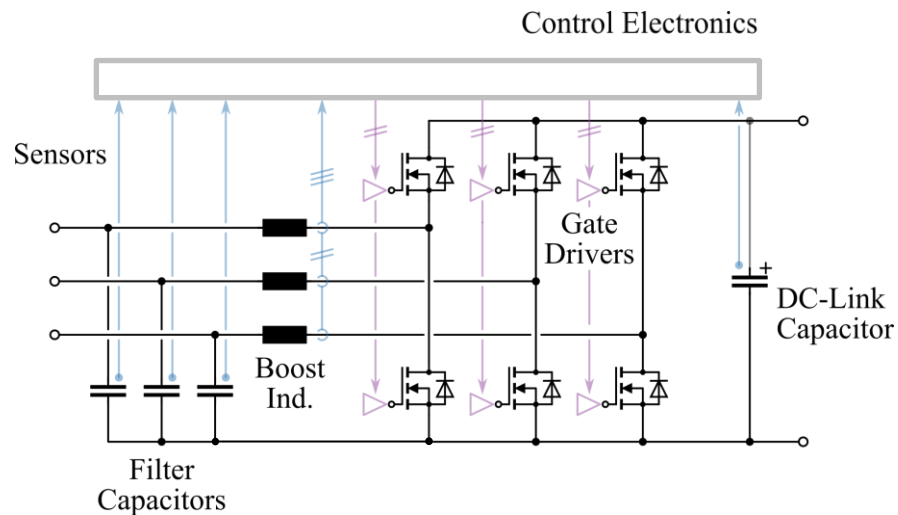 Control Electronics
Sensors
Gate
Drivers
+
DC-Link
Capacitor
Boost
Ind.
Filter
Capacitors